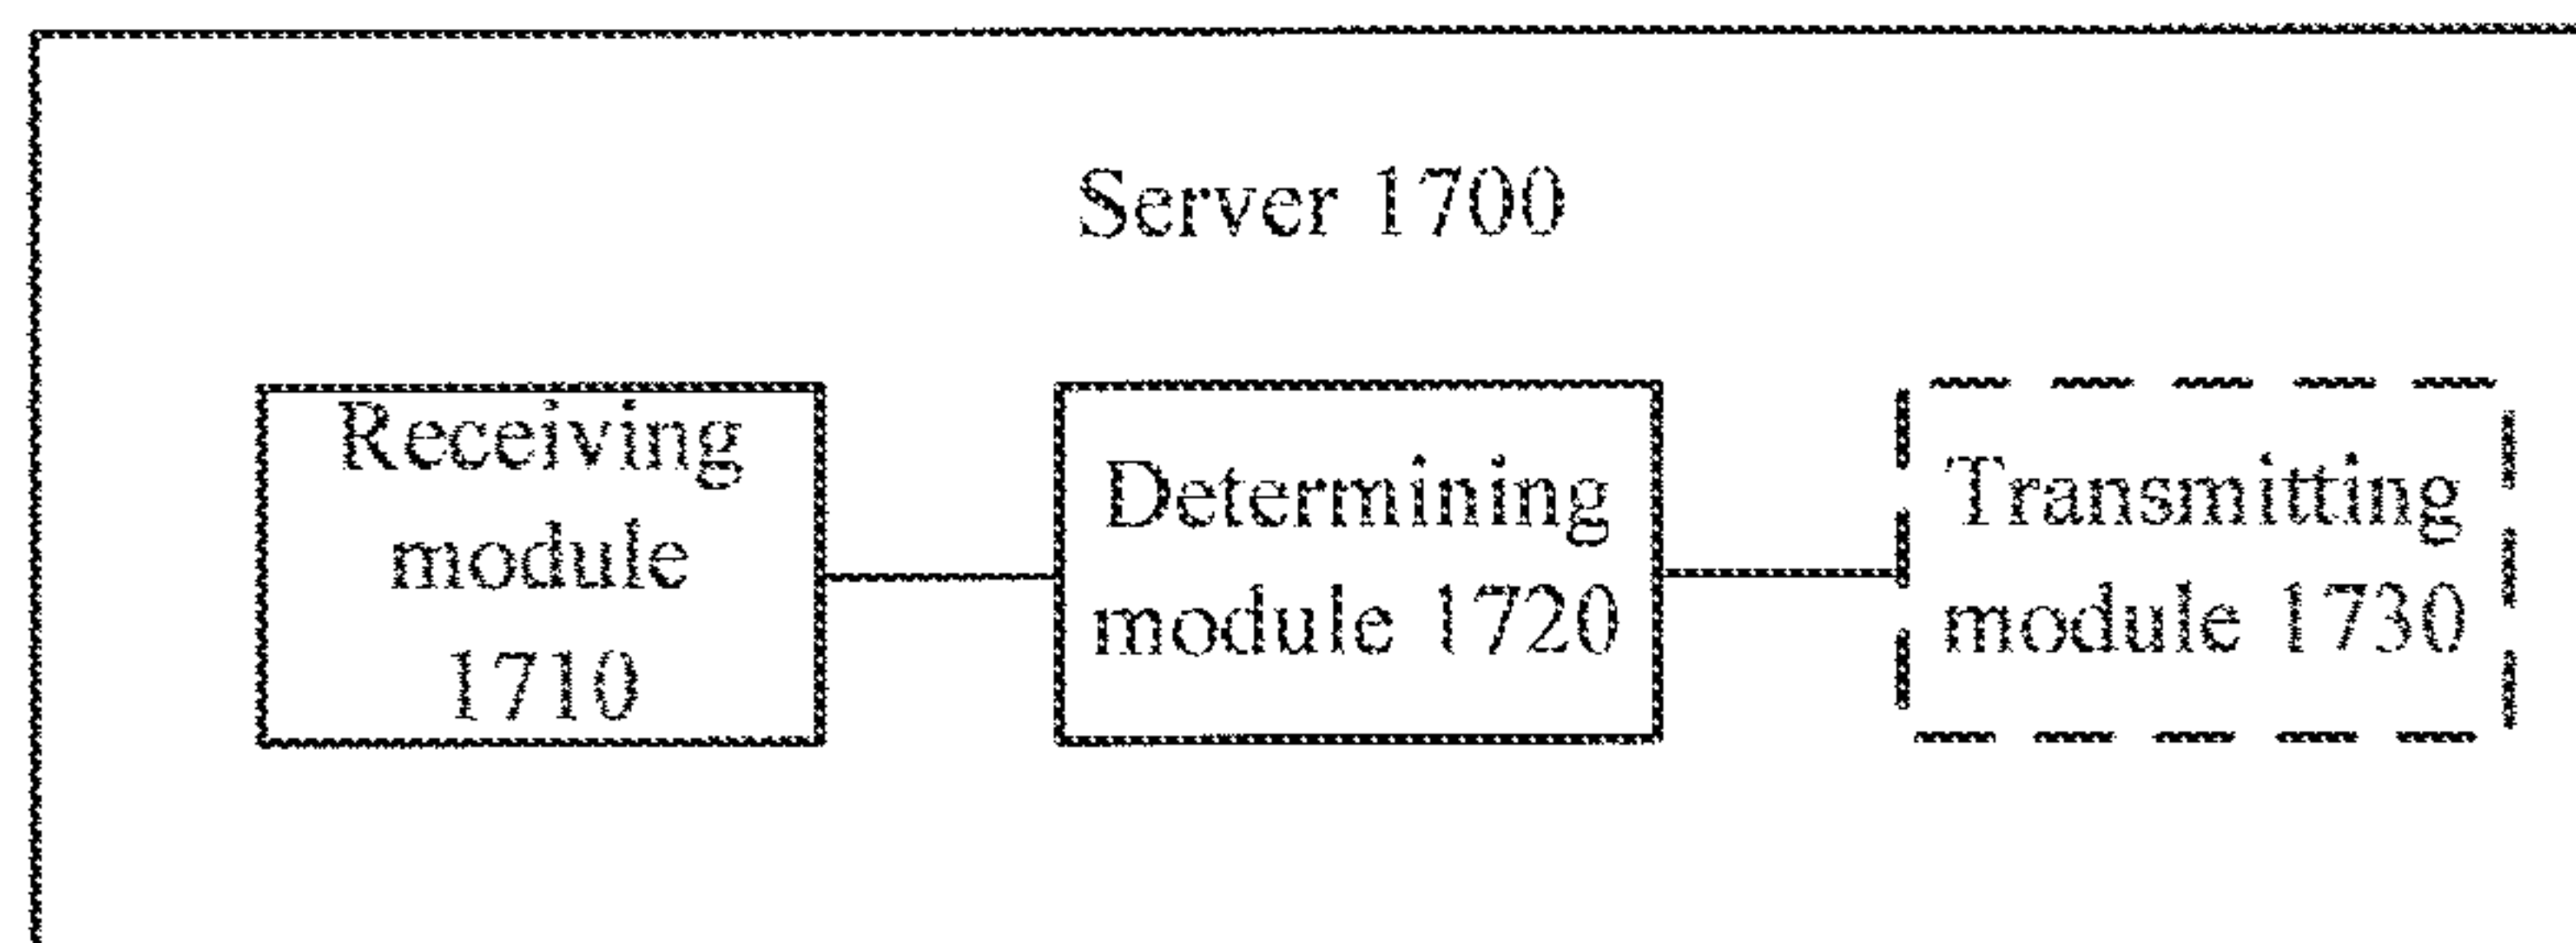 Server 1700
Receiving
module
1710
Determining
module 1720
Transmitting
module 1730